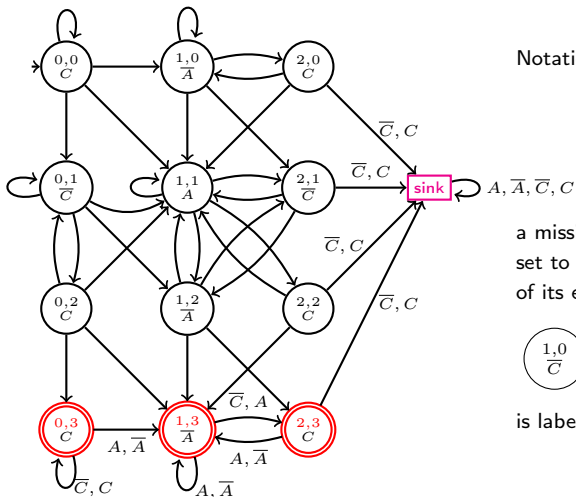 0,0
C
1,0
A̅
2,0
C
Notati
C̅, C
0,1
C̅
1,1
A
2,1
C̅
C̅, C
sink
A, A̅, C̅, C
a miss
set to
of its e
C̅, C
0,2
C
1,2
A̅
2,2
C
C̅, C
1,0
C̅
C̅, A
0,3
C
A, A̅
1,3
A̅
2,3
C
is labe
A, A̅
C̅, C
A, A̅